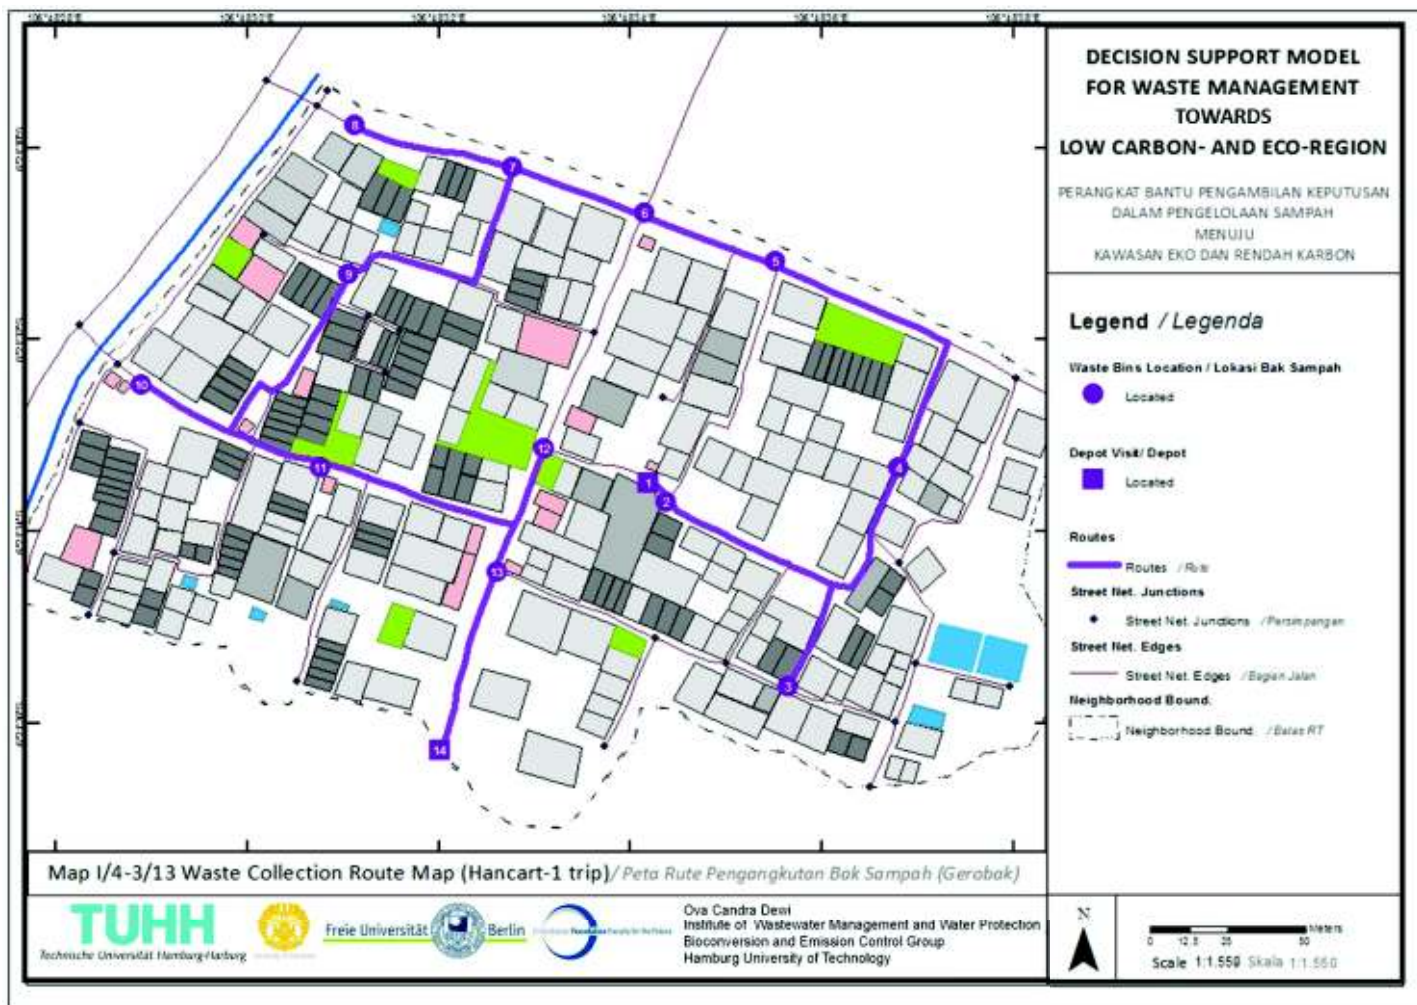 DECISION SUPPORT MODEL
FOR WASTE MANAGEMENT
TOWARDS
LOW CARBON- AND ECO-REGION
PERANGKAT BANTU PENGAMBILAN KEPUTUSAN
DALAM PENGELOLAAN SAMPAH
MENUJU
KAWASAN EKO DAN RENDAH KARBON
Legend / Legenda
Waste Bins Location / Lokasi Bak Sampah
Located
Depot Visit/ Depot
Located
Routes
Routes / Rute
Street Net. Junctions
Street Net. Junctions / Persimpangan
Street Net. Edges
Street Net. Edges / Bagian Jalan
Neighborhood Bound.
Neighborhood Bound. / Batas RT
8
7
6
5
9
10
11
12
4
1
2
13
3
14
Map I/4-3/13 Waste Collection Route Map (Hancart-1 trip)/ Peta Rute Pengangkutan Bak Sampah (Gerobak)
TUHH
Technische Universität Hamburg-Harburg
Freie Universität Berlin
Ova Candra Dewi
Institute of Wastewater Management and Water Protection
Bioconversion and Emission Control Group
Hamburg University of Technology
N
0 12.5 25 50 Meters
Scale 1:1.550 Skala 1:1.550